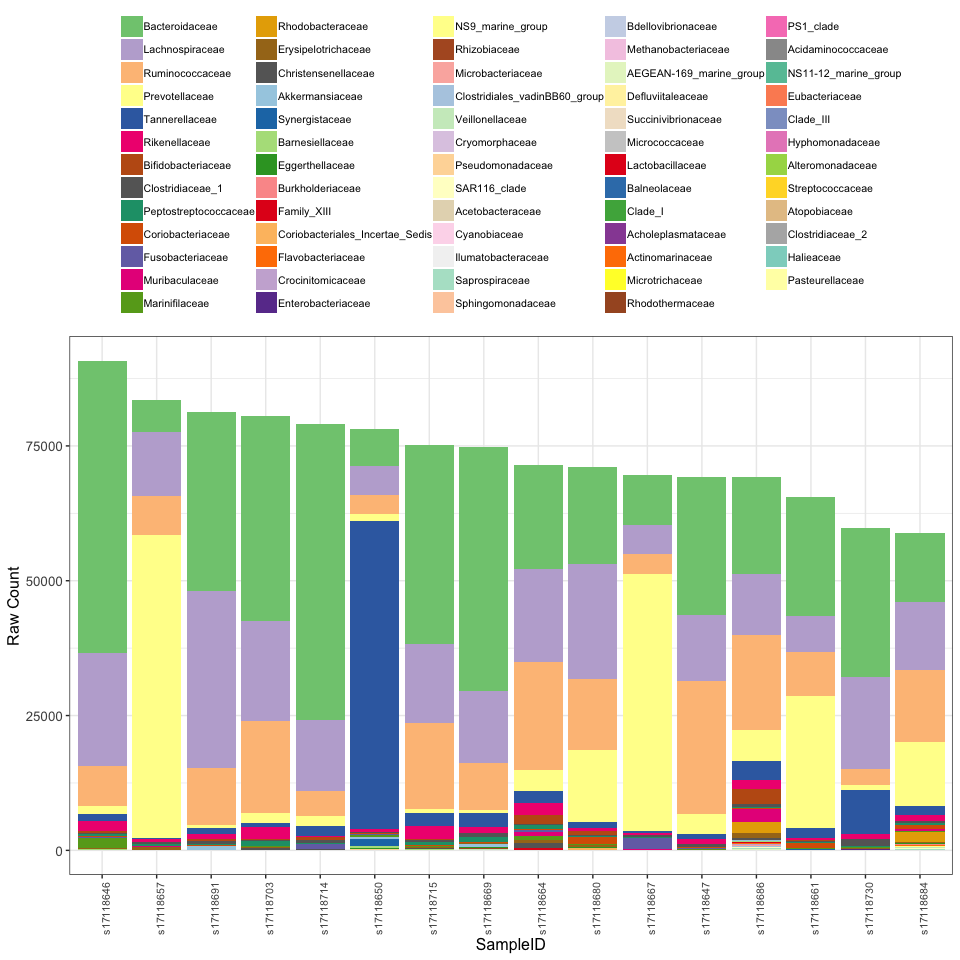 Bacteroidaceae Rhodobacteraceae NS9_marine_group Bdellovibrionaceae PS1_clade
Lachnospiraceae Erysipelotrichaceae Rhizobiaceae Methanobacteriaceae Acidaminococcaceae
Ruminococcaceae Christensenellaceae Microbacteriaceae AEGEAN-169_marine_group NS11-12_marine_group
Prevotellaceae Akkermansiaceae Clostridiales_vadinBB60_group Defluviitaleaceae Eubacteriaceae
Tannerellaceae Synergistaceae Veillonellaceae Succinivibrionaceae Clade_III
Rikenellaceae Barnesiellaceae Cryomorphaceae Micrococcaceae Hyphomonadaceae
Bifidobacteriaceae Eggerthellaceae Pseudomonadaceae Lactobacillaceae Alteromonadaceae
Clostridiaceae_1 Burkholderiaceae SAR116_clade Balneolaceae Streptococcaceae
Peptostreptococcaceae Family_XIII Acetobacteraceae Clade_I Atopobiaceae
Coriobacteriaceae Coriobacteriales_Incertae_Sedis Cyanobiaceae Acholeplasmataceae Clostridiaceae_2
Fusobacteriaceae Flavobacteriaceae Ilumatobacteraceae Actinomarinaceae Halieaceae
Muribaculaceae Crocinitomicaceae Saprospiraceae Microtrichaceae Pasteurellaceae
Marinifilaceae Enterobacteriaceae Sphingomonadaceae Rhodothermaceae
Raw Count
75000
50000
25000
0
s17118646 s17118657 s17118691 s17118703 s17118714 s17118650 s17118715 s17118669 s17118664 s17118680 s17118667 s17118647 s17118686 s17118661 s17118730 s17118684
SampleID